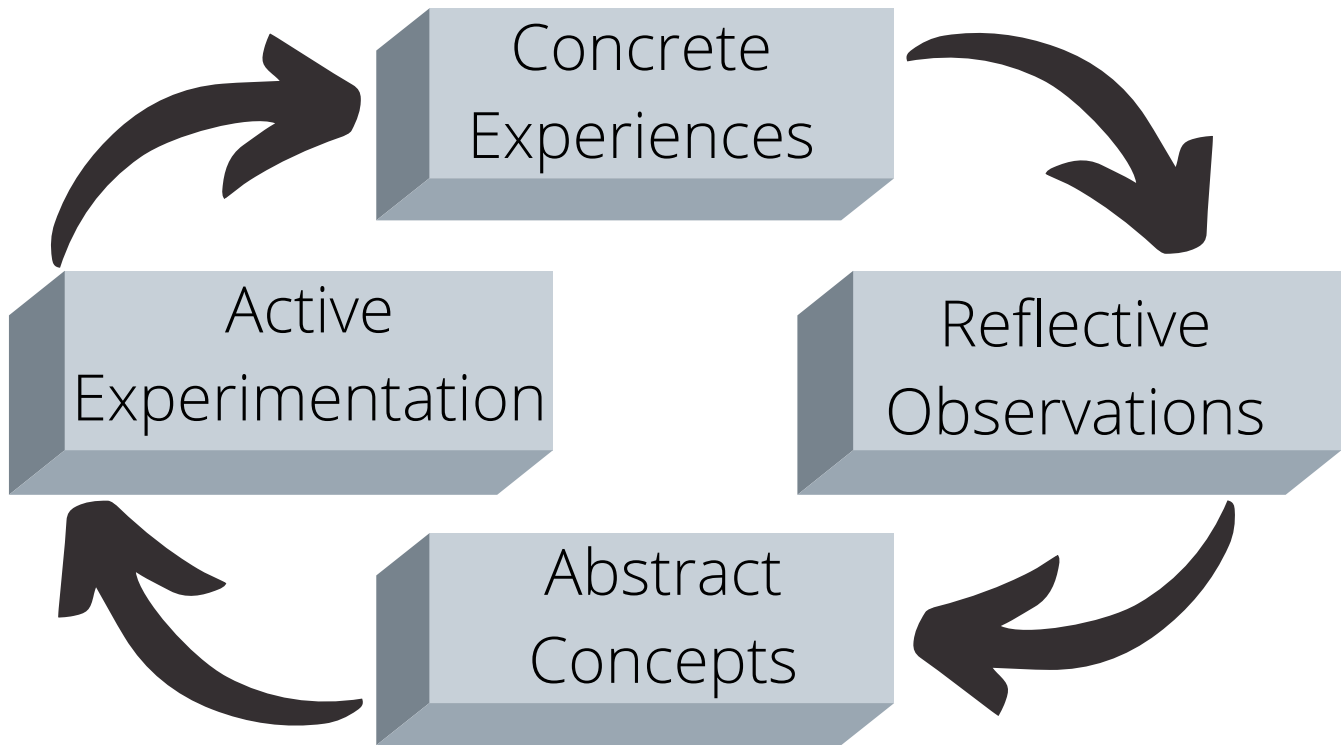 Concrete
Experiences
Active
Experimentation
Reflective
Observations
Abstract
Concepts